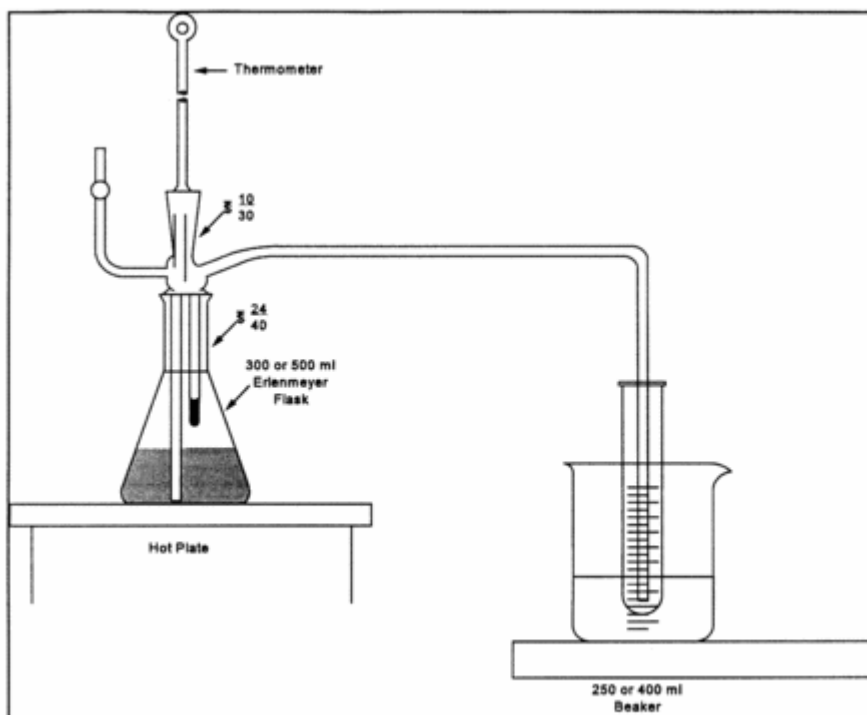 Thermometer
10
30
24
40
300 or 500 ml
Erlenmeyer
Flask
Hot Plate
250 or 400 ml
Beaker